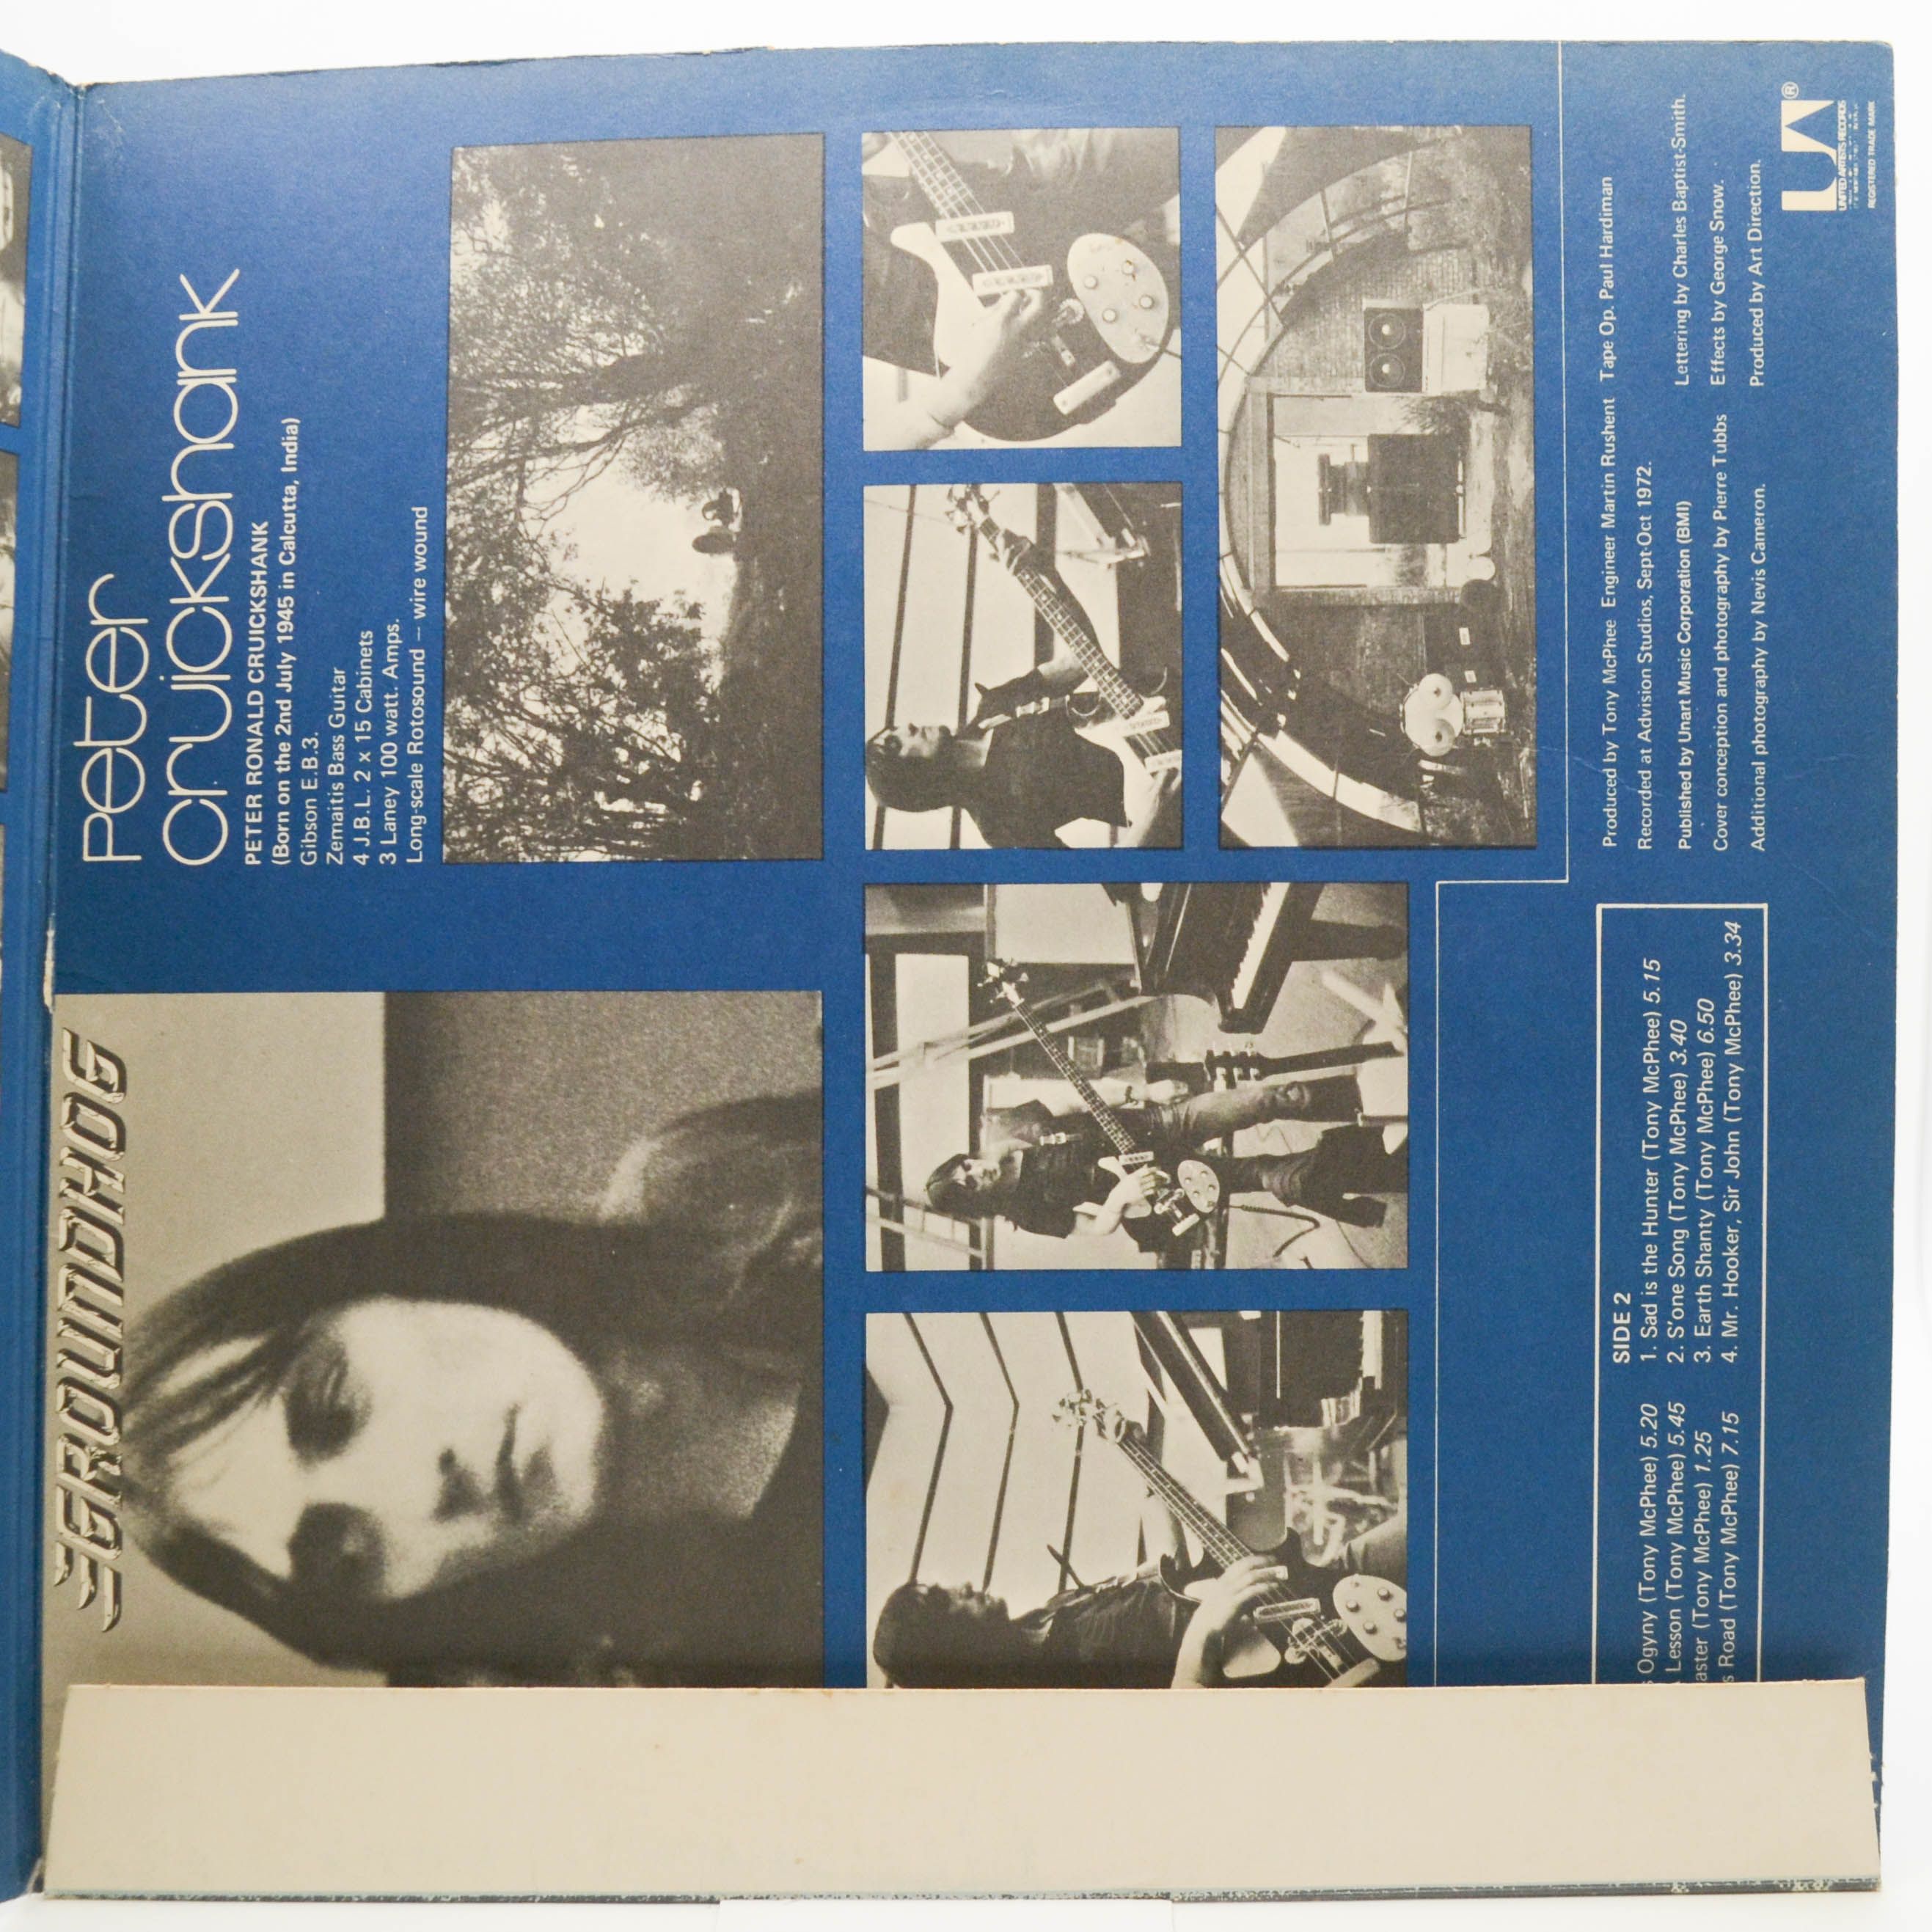 GROUNDHOG
Peter
Cruickshank
PETER RONALD CRUICKSHANK
(Born on the 2nd July 1945 in Calcutta, India)
Gibson E.B.3.
Zemaitis Bass Guitar
4 J.B.L. 2 x 15 Cabinets
3 Laney 100 watt. Amps.
Long-scale Rotosound — wire wound
Ogyny (Tony McPhee) 5.20
Lesson (Tony McPhee) 5.45
aster (Tony McPhee) 1.25
s Road (Tony McPhee) 7.15
SIDE 2
1. Sad is the Hunter (Tony McPhee) 5.15
2. S'one Song (Tony McPhee) 3.40
3. Earth Shanty (Tony McPhee) 6.50
4. Mr. Hooker, Sir John (Tony McPhee) 3.34
Produced by Tony McPhee Engineer Martin Rushent Tape Op. Paul Hardiman
Recorded at Advision Studios, Sept-Oct 1972.
Published by Unart Music Corporation (BMI)
Lettering by Charles Baptist-Smith.
Cover conception and photography by Pierre Tubbs
Effects by George Snow.
Additional photography by Nevis Cameron.
Produced by Art Direction.
UA®
UNITED ARTISTS RECORDS
REGISTERED TRADE MARK